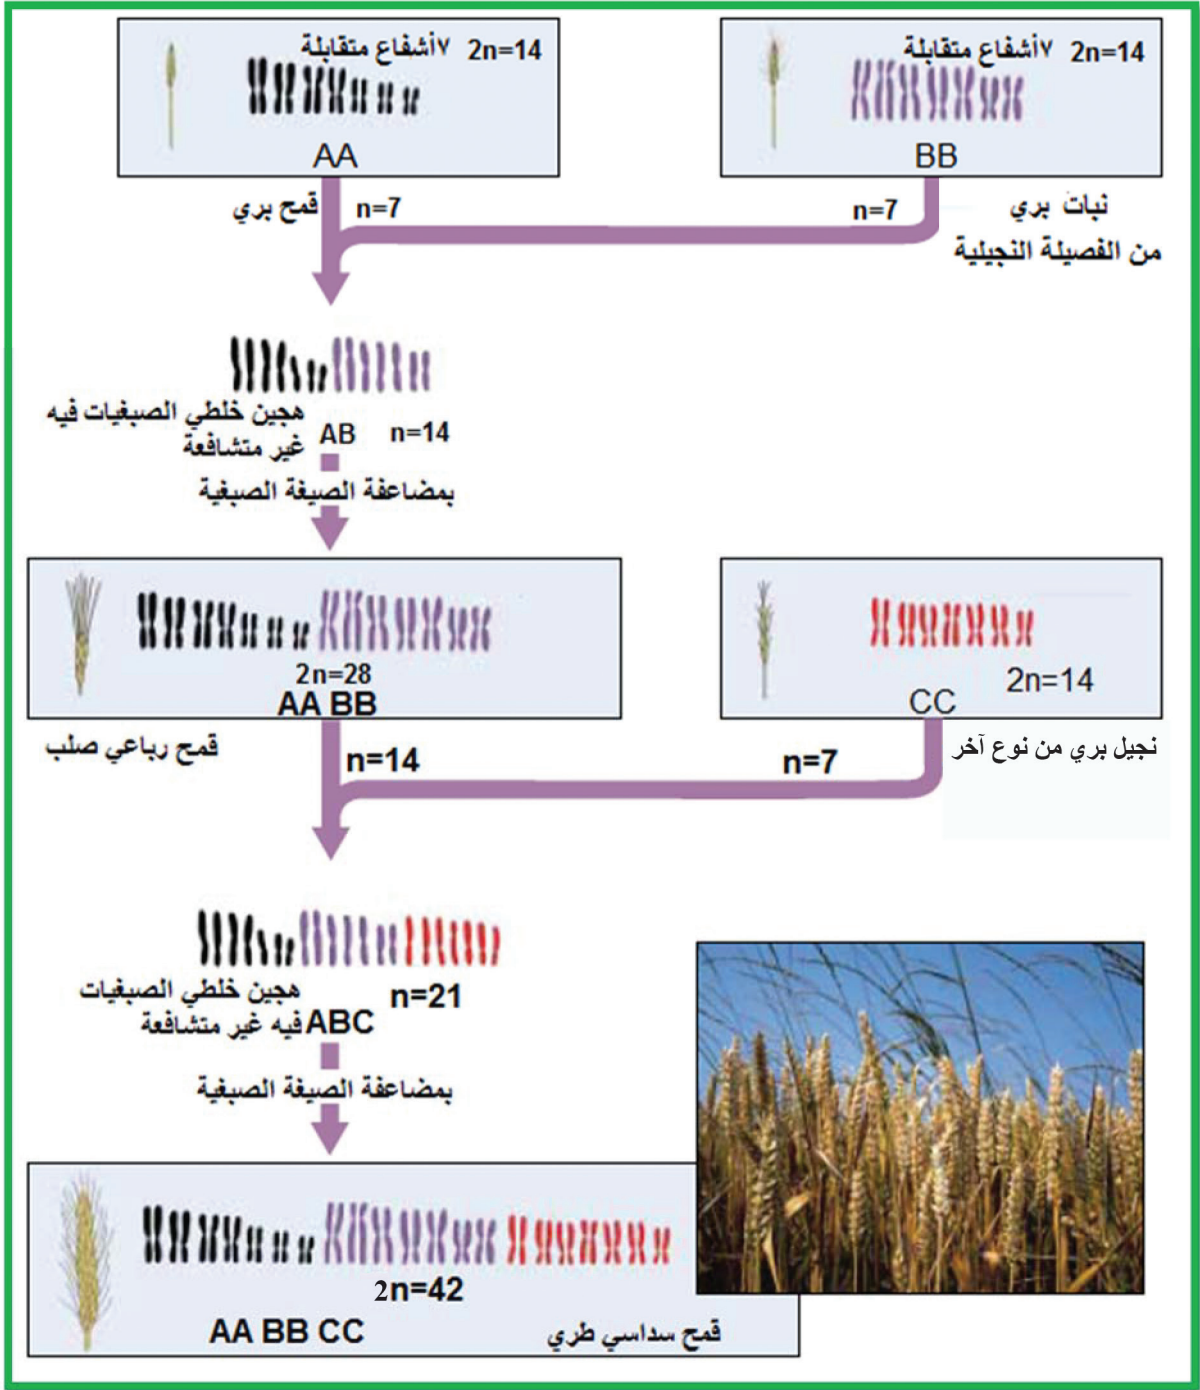 ٧أشفاع متقابلة 2n=14
AA
٧أشفاع متقابلة 2n=14
BB
قمح بري
n=7
n=7
نبات بري
من الفصيلة النجيلية
هجين خلطي الصبغيات فيه
غير متشافعة
AB n=14
بمضاعفة الصيغة الصبغية
2n=28
AA BB
قمح رباعي صلب
2n=14
CC
نجيل بري من نوع آخر
n=14
n=7
هجين خلطي الصبغيات
فيه غير متشافعة
ABC
n=21
بمضاعفة الصيغة الصبغية
2n=42
AA BB CC
قمح سداسي طري